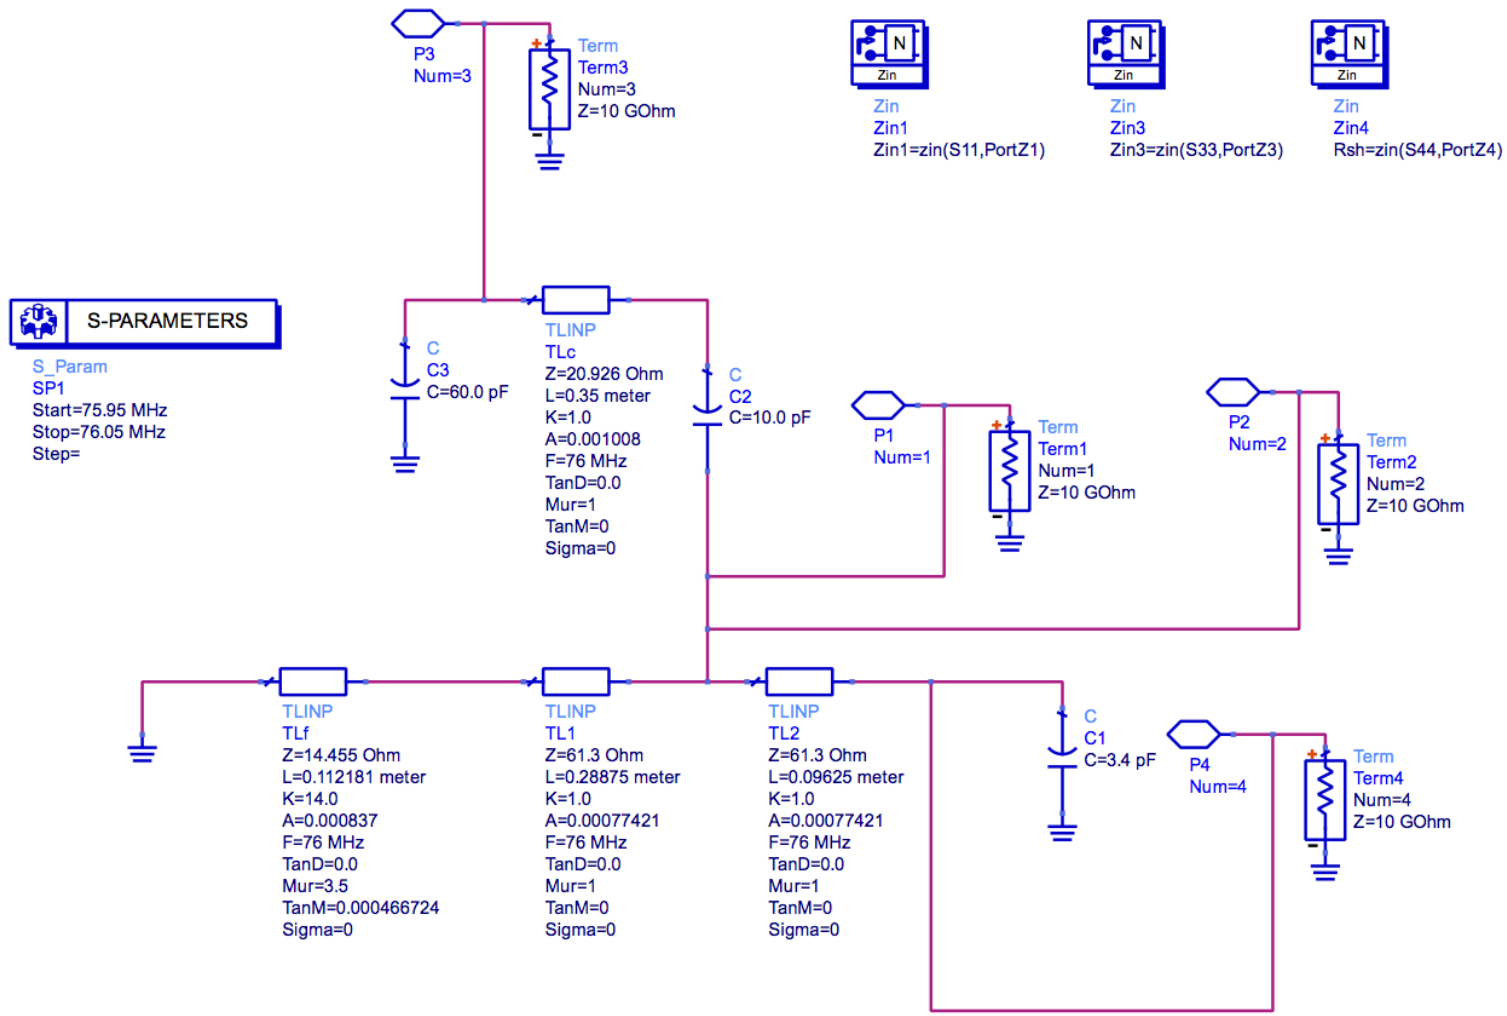 P3
Num=3
+
Term
Term3
Num=3
Z=10 GOhm
-
N
Zin
Zin
Zin1
Zin1=zin(S11,PortZ1)
N
Zin
Zin
Zin3
Zin3=zin(S33,PortZ3)
N
Zin
Zin
Zin4
Rsh=zin(S44,PortZ4)
S-PARAMETERS
S_Param
SP1
Start=75.95 MHz
Stop=76.05 MHz
Step=
C
C3
C=60.0 pF
TLINP
TLc
Z=20.926 Ohm
L=0.35 meter
K=1.0
A=0.001008
F=76 MHz
TanD=0.0
Mur=1
TanM=0
Sigma=0
C
C2
C=10.0 pF
P1
Num=1
+
Term
Term1
Num=1
Z=10 GOhm
-
P2
Num=2
+
Term
Term2
Num=2
Z=10 GOhm
-
TLINP
TLf
Z=14.455 Ohm
L=0.112181 meter
K=14.0
A=0.000837
F=76 MHz
TanD=0.0
Mur=3.5
TanM=0.000466724
Sigma=0
TLINP
TL1
Z=61.3 Ohm
L=0.28875 meter
K=1.0
A=0.00077421
F=76 MHz
TanD=0.0
Mur=1
TanM=0
Sigma=0
TLINP
TL2
Z=61.3 Ohm
L=0.09625 meter
K=1.0
A=0.00077421
F=76 MHz
TanD=0.0
Mur=1
TanM=0
Sigma=0
C
C1
C=3.4 pF
P4
Num=4
+
Term
Term4
Num=4
Z=10 GOhm
-